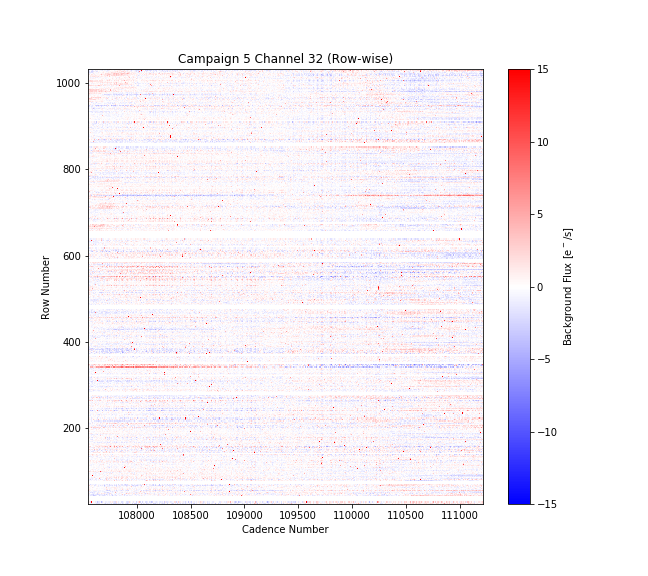 Campaign 5 Channel 32 (Row-wise)
1000
800
600
400
200
Row Number
108000 108500 109000 109500 110000 110500 111000
Cadence Number
15
10
5
0
−5
−10
−15
Background Flux [e⁻/s]